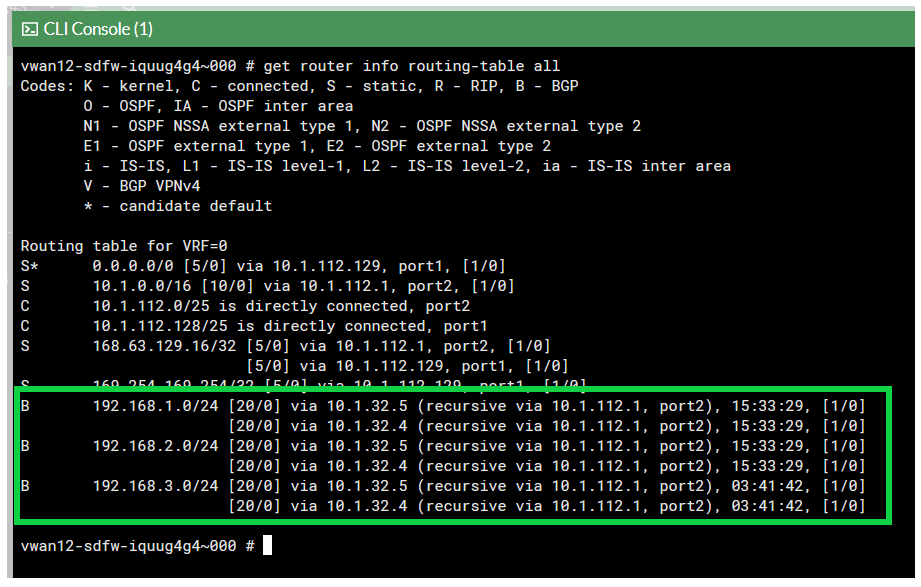 CLI Console (1)
vwan12-sdfw-iquug4g4~000 # get router info routing-table all
Codes: K - kernel, C - connected, S - static, R - RIP, B - BGP
O - OSPF, IA - OSPF inter area
N1 - OSPF NSSA external type 1, N2 - OSPF NSSA external type 2
E1 - OSPF external type 1, E2 - OSPF external type 2
i - IS-IS, L1 - IS-IS level-1, L2 - IS-IS level-2, ia - IS-IS inter area
V - BGP VPNv4
* - candidate default
Routing table for VRF=0
S* 0.0.0.0/0 [5/0] via 10.1.112.129, port1, [1/0]
S 10.1.0.0/16 [10/0] via 10.1.112.1, port2, [1/0]
C 10.1.112.0/25 is directly connected, port2
C 10.1.112.128/25 is directly connected, port1
S 168.63.129.16/32 [5/0] via 10.1.112.1, port2, [1/0]
[5/0] via 10.1.112.129, port1, [1/0]
S 169.254.169.254/32 [5/0] via 10.1.112.129, port1, [1/0]
B 192.168.1.0/24 [20/0] via 10.1.32.5 (recursive via 10.1.112.1, port2), 15:33:29, [1/0]
[20/0] via 10.1.32.4 (recursive via 10.1.112.1, port2), 15:33:29, [1/0]
B 192.168.2.0/24 [20/0] via 10.1.32.5 (recursive via 10.1.112.1, port2), 15:33:29, [1/0]
[20/0] via 10.1.32.4 (recursive via 10.1.112.1, port2), 15:33:29, [1/0]
B 192.168.3.0/24 [20/0] via 10.1.32.5 (recursive via 10.1.112.1, port2), 03:41:42, [1/0]
[20/0] via 10.1.32.4 (recursive via 10.1.112.1, port2), 03:41:42, [1/0]
vwan12-sdfw-iquug4g4~000 #